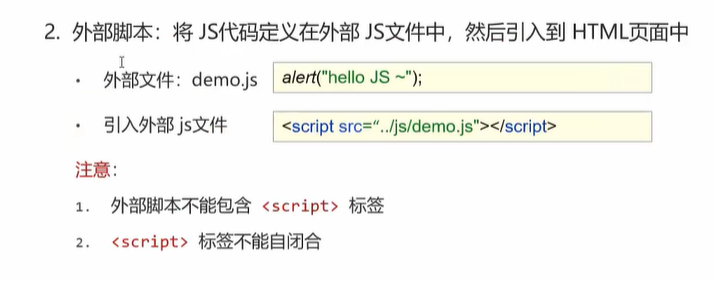 2. 外部脚本：将 JS代码定义在外部 JS文件中，然后引入到 HTML页面中
• 外部文件：demo.js alert("hello JS ~");
• 引入外部 js文件 <script src=“../js/demo.js"></script>
注意：
1. 外部脚本不能包含 <script> 标签
2. <script> 标签不能自闭合